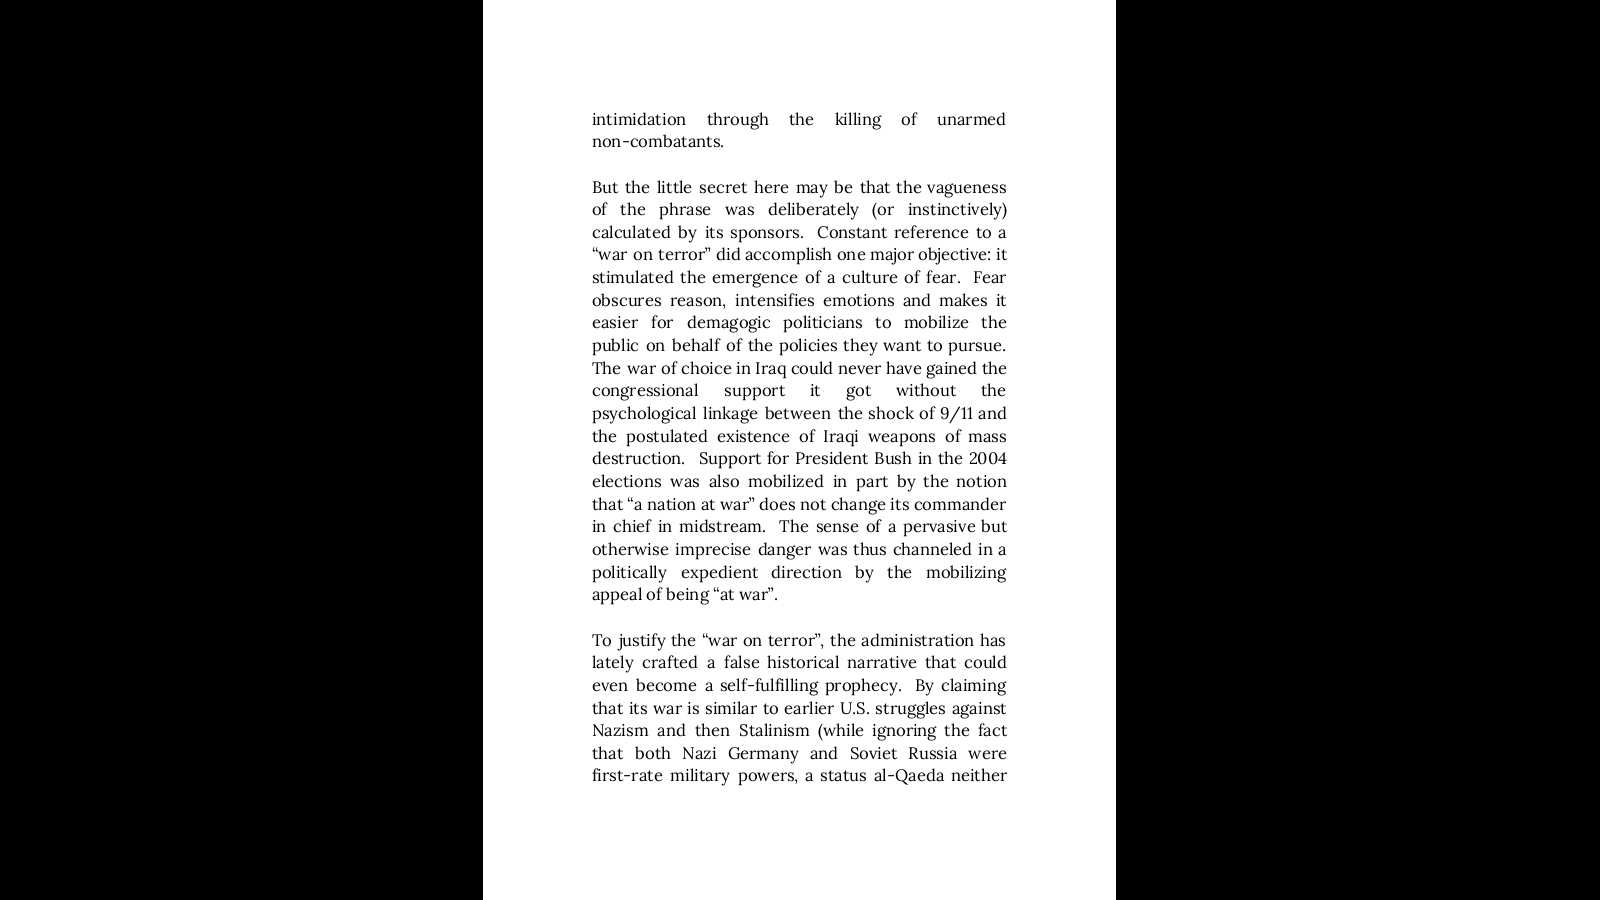 intimidation through the killing of unarmed
non-combatants.
But the little secret here may be that the vagueness
of the phrase was deliberately (or instinctively)
calculated by its sponsors.  Constant reference to a
“war on terror” did accomplish one major objective: it
stimulated the emergence of a culture of fear.  Fear
obscures reason, intensifies emotions and makes it
easier for demagogic politicians to mobilize the
public on behalf of the policies they want to pursue.
The war of choice in Iraq could never have gained the
congressional support it got without the
psychological linkage between the shock of 9/11 and
the postulated existence of Iraqi weapons of mass
destruction.  Support for President Bush in the 2004
elections was also mobilized in part by the notion
that “a nation at war” does not change its commander
in chief in midstream.  The sense of a pervasive but
otherwise imprecise danger was thus channeled in a
politically expedient direction by the mobilizing
appeal of being “at war”.
To justify the “war on terror”, the administration has
lately crafted a false historical narrative that could
even become a self-fulfilling prophecy.  By claiming
that its war is similar to earlier U.S. struggles against
Nazism and then Stalinism (while ignoring the fact
that both Nazi Germany and Soviet Russia were
first-rate military powers, a status al-Qaeda neither